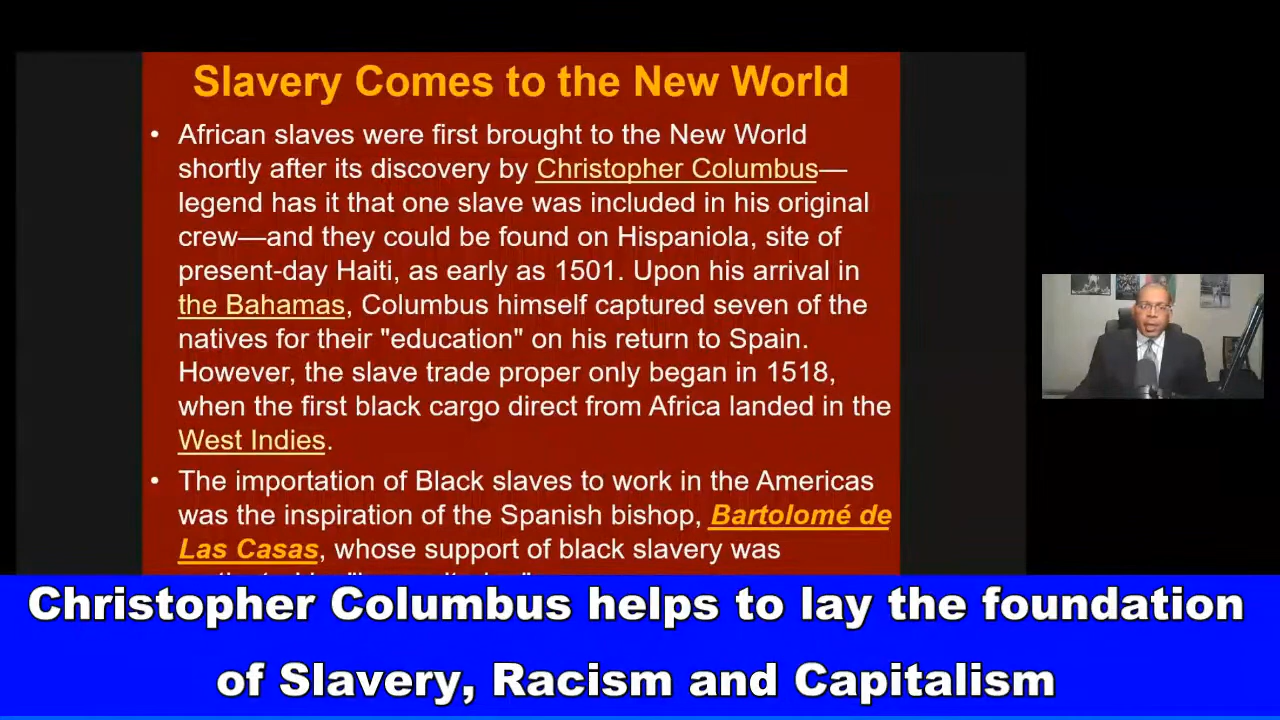 Slavery Comes to the New World
• African slaves were first brought to the New World
shortly after its discovery by Christopher Columbus—
legend has it that one slave was included in his original
crew—and they could be found on Hispaniola, site of
present-day Haiti, as early as 1501. Upon his arrival in
the Bahamas, Columbus himself captured seven of the
natives for their "education" on his return to Spain.
However, the slave trade proper only began in 1518,
when the first black cargo direct from Africa landed in the
West Indies.
• The importation of Black slaves to work in the Americas
was the inspiration of the Spanish bishop, Bartolomé de
Las Casas, whose support of black slavery was
Christopher Columbus helps to lay the foundation
of Slavery, Racism and Capitalism